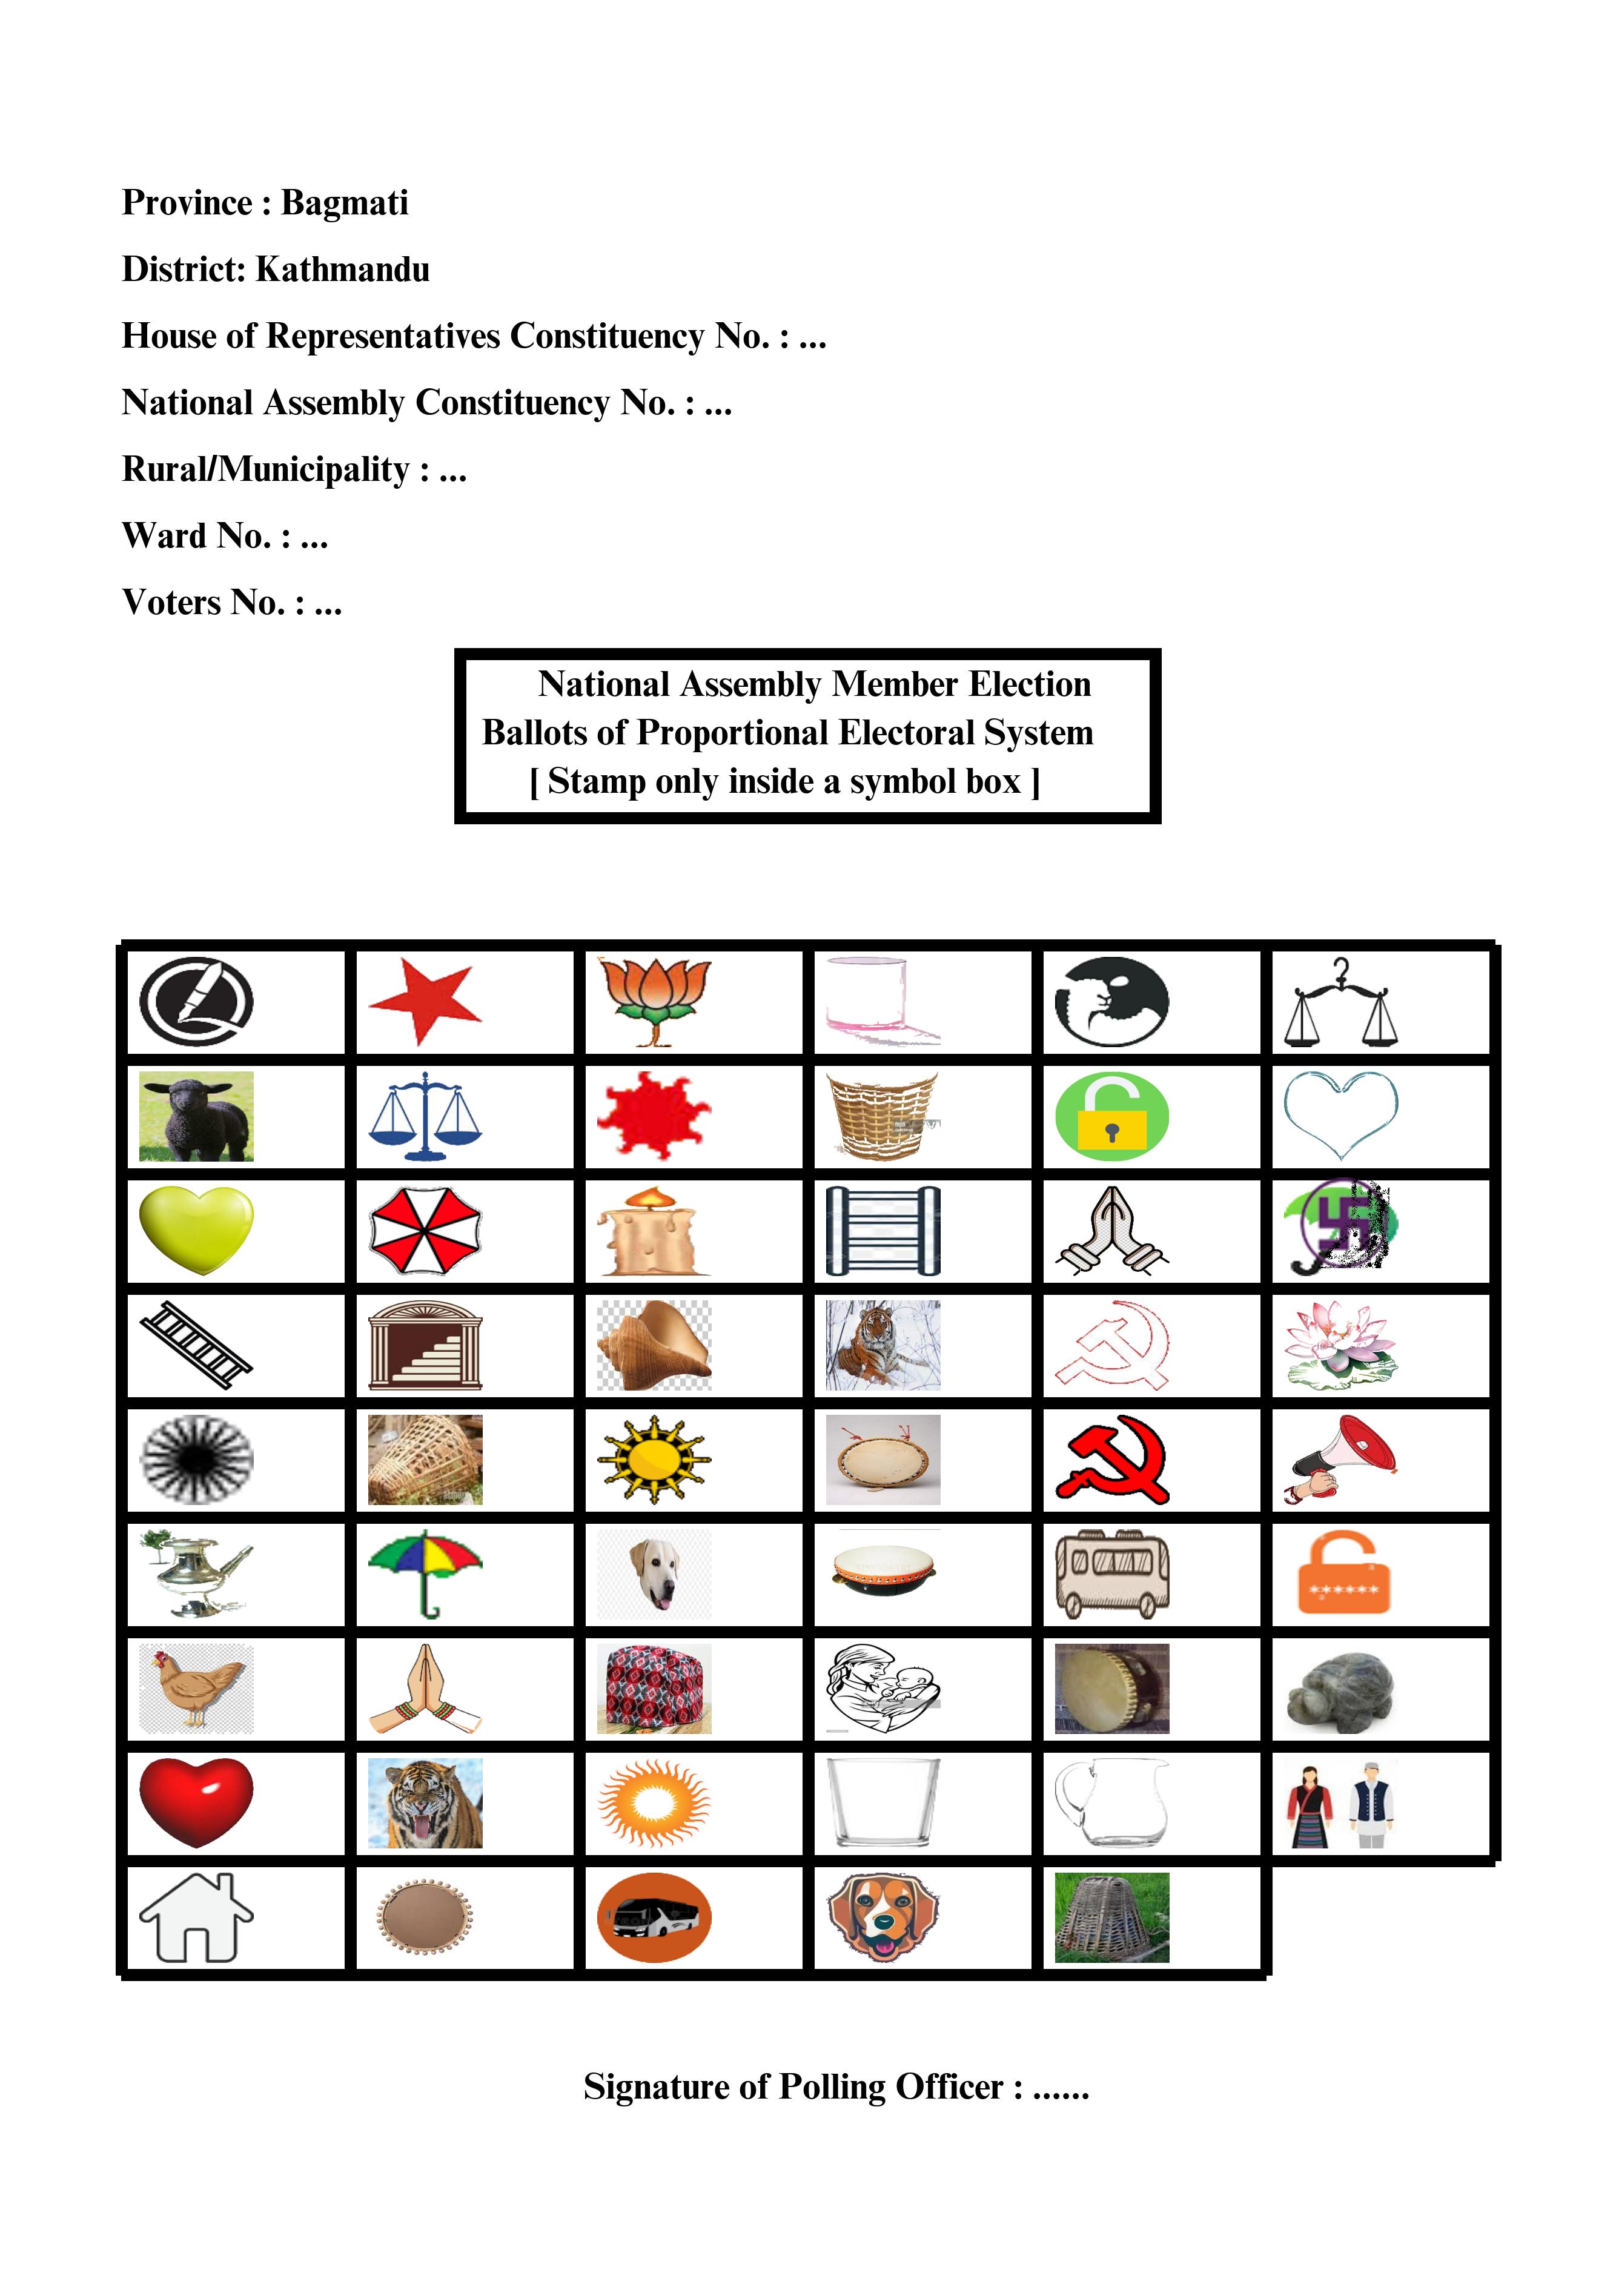 Province : Bagmati
District: Kathmandu
House of Representatives Constituency No. : ...
National Assembly Constituency No. : ...
Rural/Municipality : ...
Ward No. : ...
Voters No. : ...
National Assembly Member Election
Ballots of Proportional Electoral System
[ Stamp only inside a symbol box ]
******
Signature of Polling Officer : ......